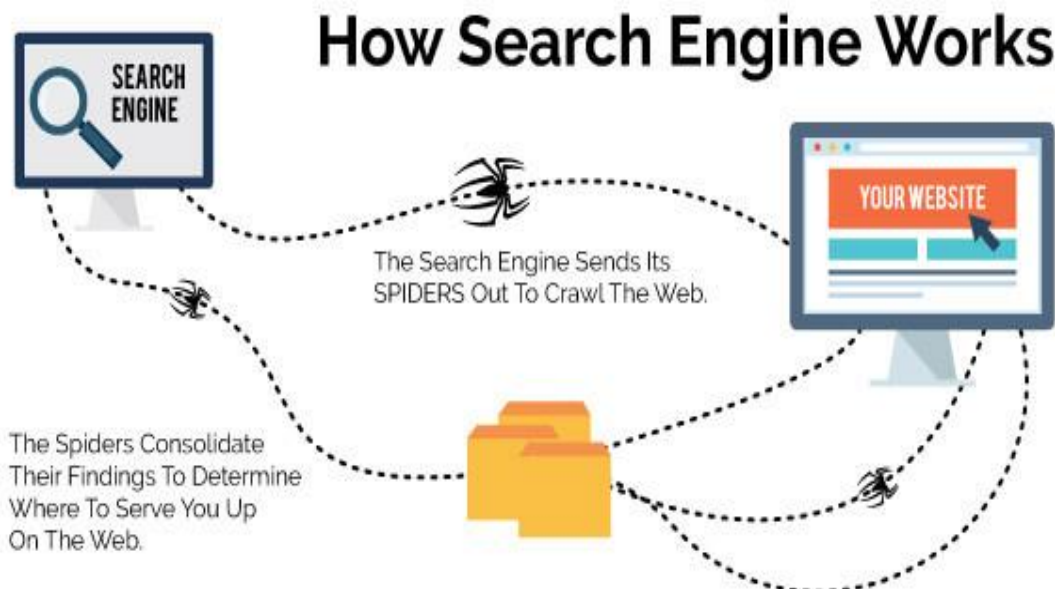 How Search Engine Works
SEARCH
ENGINE
YOUR WEBSITE
The Search Engine Sends Its
SPIDERS Out To Crawl The Web.
The Spiders Consolidate
Their Findings To Determine
Where To Serve You Up
On The Web.